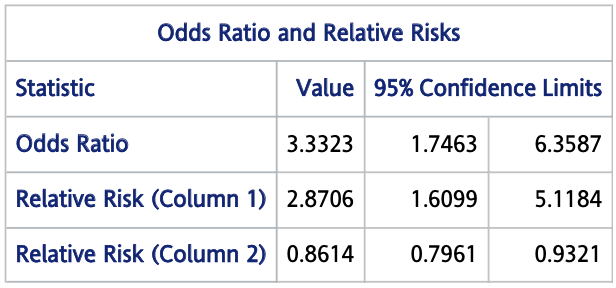 Odds Ratio and Relative Risks
Statistic Value 95% Confidence Limits
Odds Ratio 3.3323 1.7463 6.3587
Relative Risk (Column 1) 2.8706 1.6099 5.1184
Relative Risk (Column 2) 0.8614 0.7961 0.9321